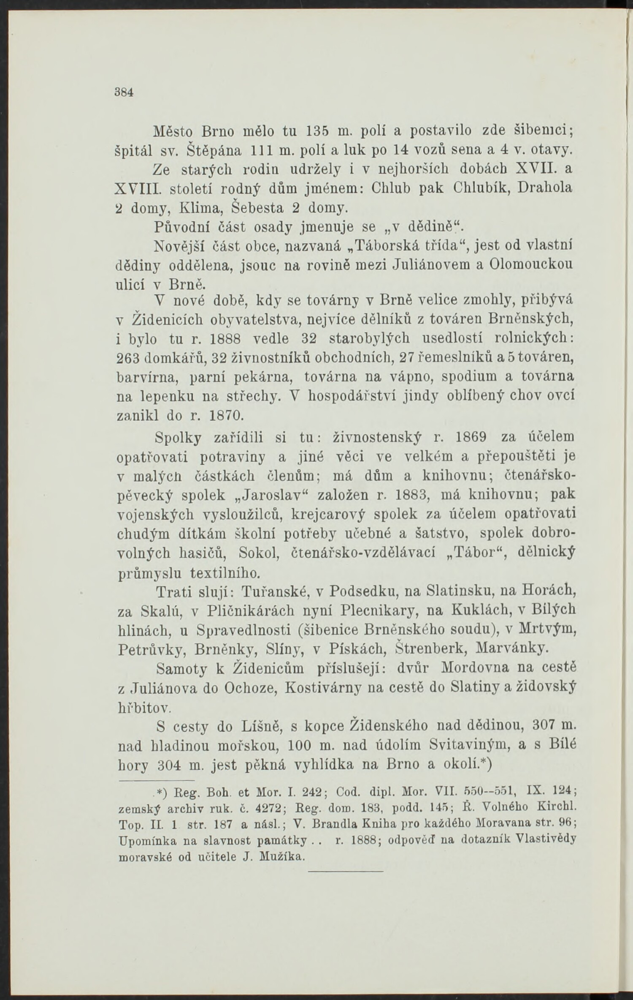 384
Město Brno mělo tu 135 m. polí a postavilo zde šibenici;
špitál sv. Štěpána 111 m. polí a luk po 14 vozů sena a 4 v. otavy.
Ze starých rodin udržely i v nejhorších dobách XVII. a
XVIII. století rodný dům jménem: Chlub pak Chlubík, Drahola
2 domy, Klima, Šebesta 2 domy.
Původní část osady jmenuje se „v dědině“.
Novější část obce, nazvaná „Táborská třída“, jest od vlastní
dědiny oddělena, jsouc na rovině mezi Juliánovem a Olomouckou
ulicí v Brně.
V nové době, kdy se továrny v Brně velice zmohly, přibývá
v Židenicích obyvatelstva, nejvíce dělníků z továren Brněnských,
i bylo tu r. 1888 vedle 32 starobylých usedlostí rolnických:
263 domkářů, 32 živnostníků obchodních, 27 řemeslníků a 5 továren,
barvírna, parní pekárna, továrna na vápno, spodium a továrna
na lepenku na střechy. V hospodářství jindy oblíbený chov ovcí
zanikl do r. 1870.
Spolky zařídili si tu: živnostenský r. 1869 za účelem
opatřovati potraviny a jiné věci ve velkém a přepouštěti je
v malých částkách členům; má dům a knihovnu; čtenářsko-
pěvecký spolek „Jaroslav“ založen r. 1883, má knihovnu; pak
vojenských vysloužilců, krejcarový spolek za účelem opatřovati
chudým dítkám školní potřeby učebné a šatstvo, spolek dobro-
volných hasičů, Sokol, čtenářsko-vzdělávací „Tábor“, dělnický
průmyslu textilního.
Trati slují: Tuřanské, v Podsedku, na Slatinsku, na Horách,
za Skalú, v Pličnikárách nyní Plecnikary, na Kuklách, v Bílých
hlinách, u Spravedlnosti (šibenice Brněnského soudu), v Mrtvým,
Petrůvky, Brněnky, Slíny, v Pískách, Štrenberk, Marvánky.
Samoty k Židenicům příslušejí: dvůr Mordovna na cestě
z Juliánova do Ochoze, Kostivárny na cestě do Slatiny a židovský
hřbitov.
S cesty do Líšně, s kopce Židenského nad dědinou, 307 m.
nad hladinou mořskou, 100 m. nad údolím Svitaviným, a s Bílé
hory 304 m. jest pěkná vyhlídka na Brno a okolí.*)
*) Reg. Boh. et Mor. I. 242; Cod. dipl. Mor. VII. 550—551, IX. 124;
zemský archiv ruk. č. 4272; Reg. dom. 183, podd. 145; Ř. Volného Kirchl.
Top. II. 1 str. 187 a násl.; V. Brandla Kniha pro každého Moravana str. 96;
Upomínka na slavnost památky . . r. 1888; odpověď na dotazník Vlastivědy
moravské od učitele J. Mužíka.